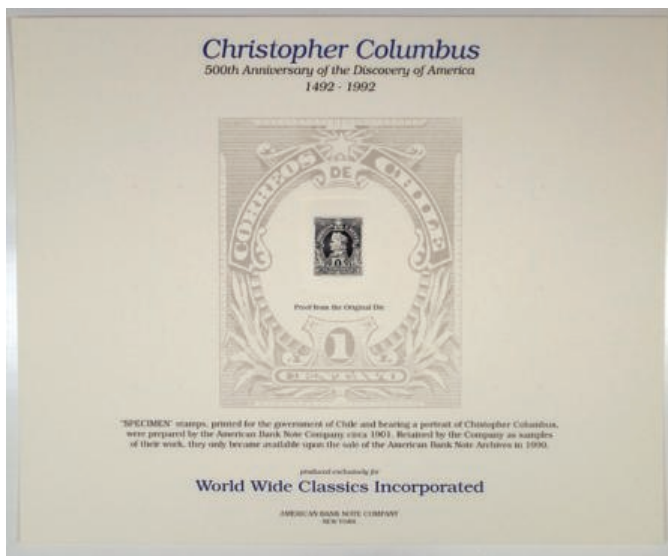 Christopher Columbus
500th Anniversary of the Discovery of America
1492 - 1992
CORREOS DE CHILE
Proof from the Original Die
1
CENTAVO
"SPECIMEN" stamps, printed for the government of Chile and bearing a portrait of Chistopher Columbus,
were prepared by the American Bank Note Company circa 1901. Retained by the Company as samples
of their work, they only became available upon the sale of the American Bank Note Archives in 1990.
produced exclusively for
World Wide Classics Incorporated
AMERICAN BANK NOTE COMPANY
NEW YORK